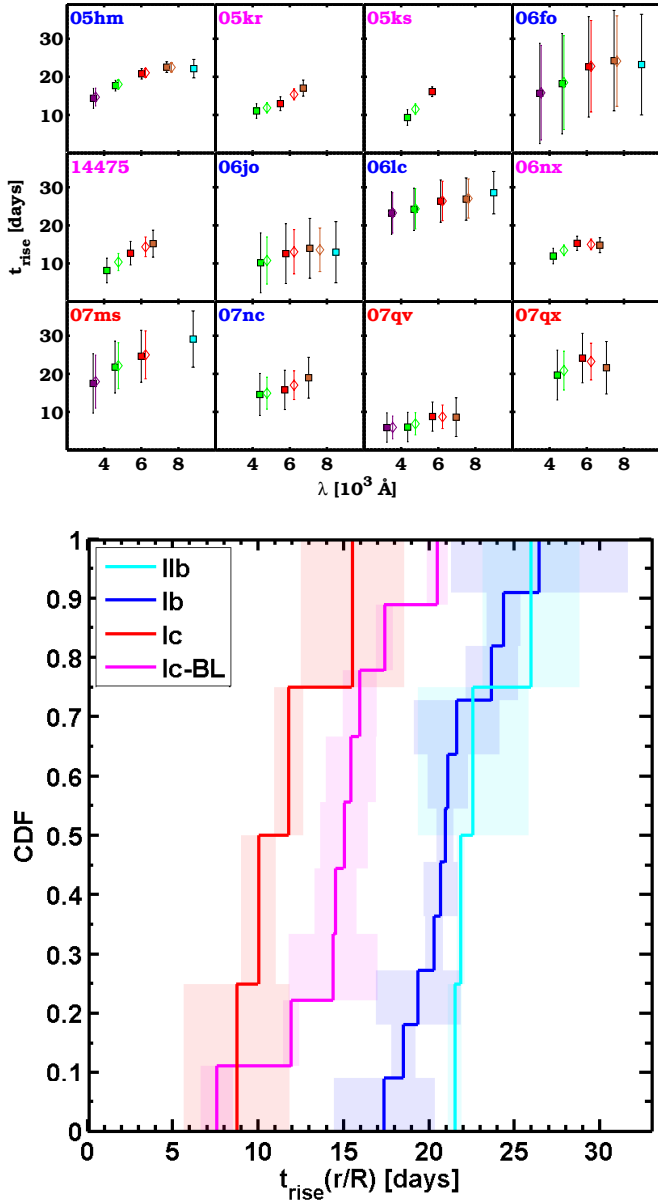 05hm 05kr 05ks 06fo
30
20
10
14475 06jo 06lc 06nx
30
20
10
t_rise [days]
07ms 07nc 07qv 07qx
30
20
10
4 6 8 4 6 8 4 6 8 4 6 8
λ [10³ Å]
1
0.9
0.8
0.7
0.6
0.5
0.4
0.3
0.2
0.1
0
CDF
IIb
Ib
Ic
Ic-BL
0 5 10 15 20 25 30
t_rise(r/R) [days]